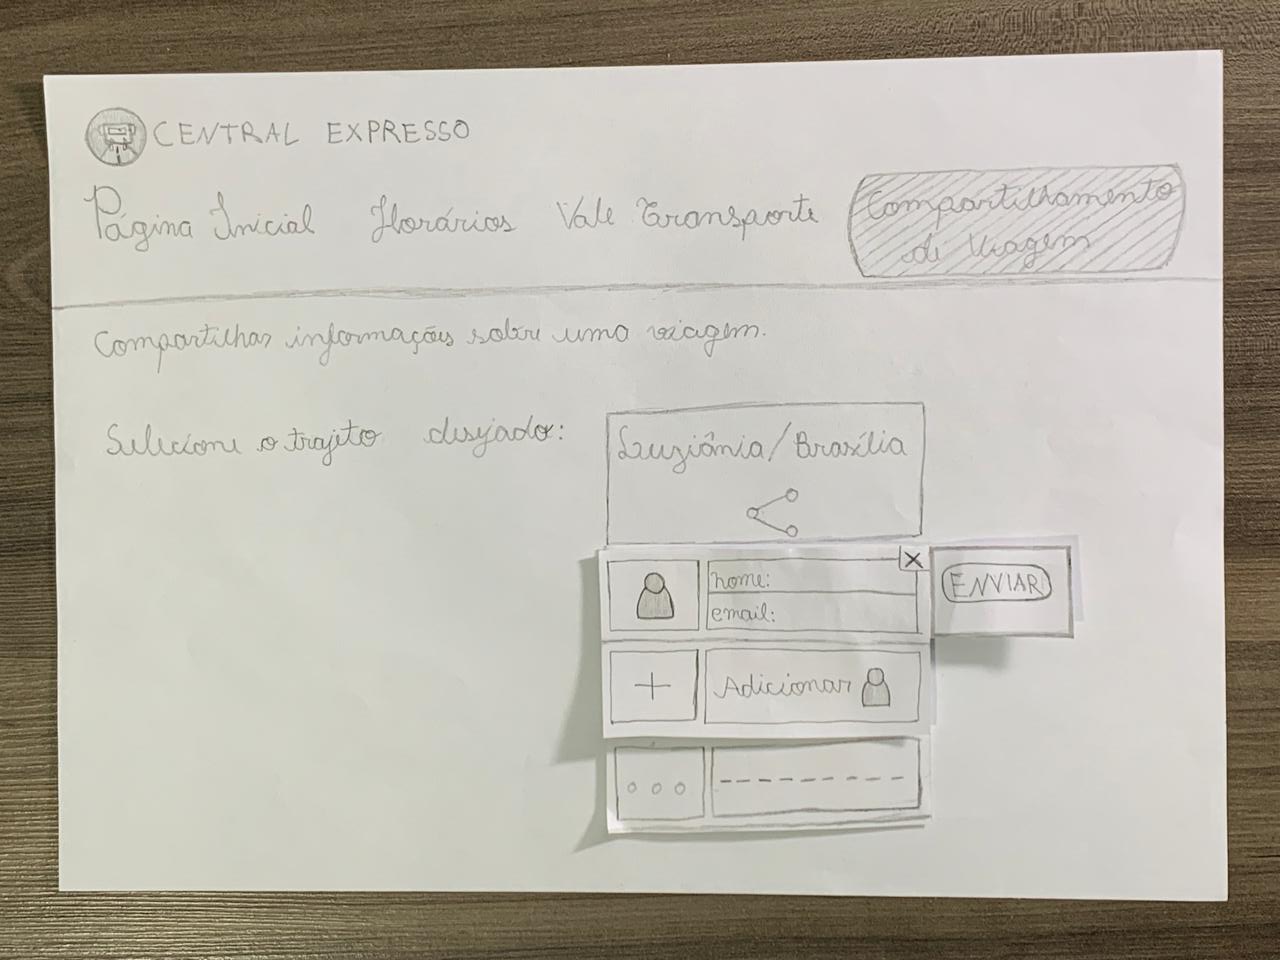 CENTRAL EXPRESSO
Página Inicial Horários Vale Transporte Compartilhamento
de Viagem
Compartilhar informações sobre uma viagem.
Selecione o trajeto desejado:
Luziânia/Brasília
nome:
email:
X
ENVIAR
+ Adicionar